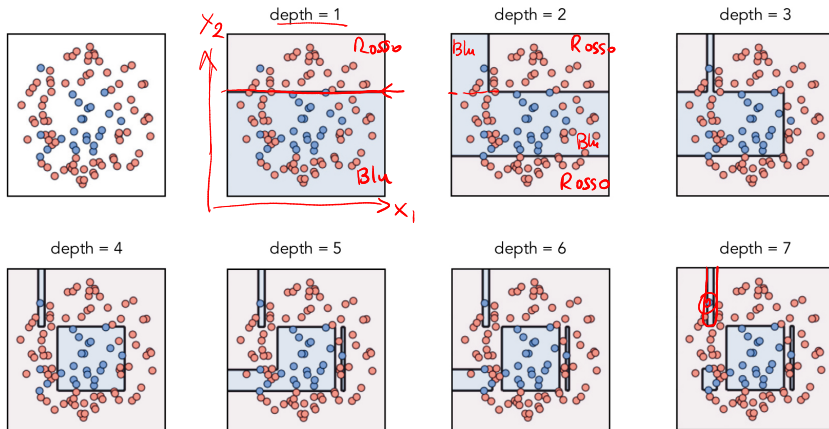 depth = 1
depth = 2
depth = 3
X2
Rosso
Blu
X1
Blu
Rosso
Blu
Rosso
depth = 4
depth = 5
depth = 6
depth = 7